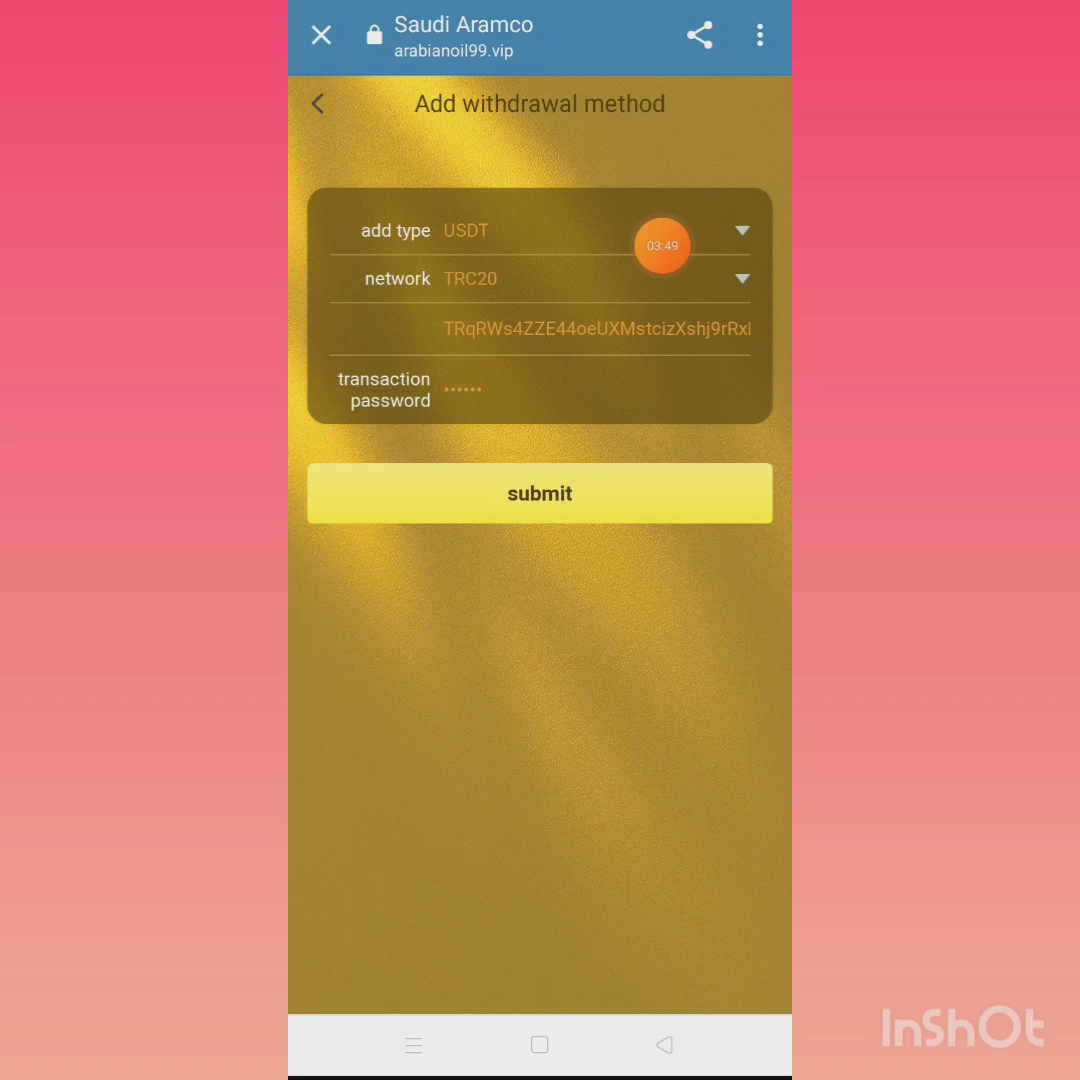 Saudi Aramco
arabianoil99.vip
Add withdrawal method
add type USDT
03:49
network TRC20
TRqRWs4ZZE44oeUXMstcizXshj9rRxl
transaction
password ••••••
submit
InShOt